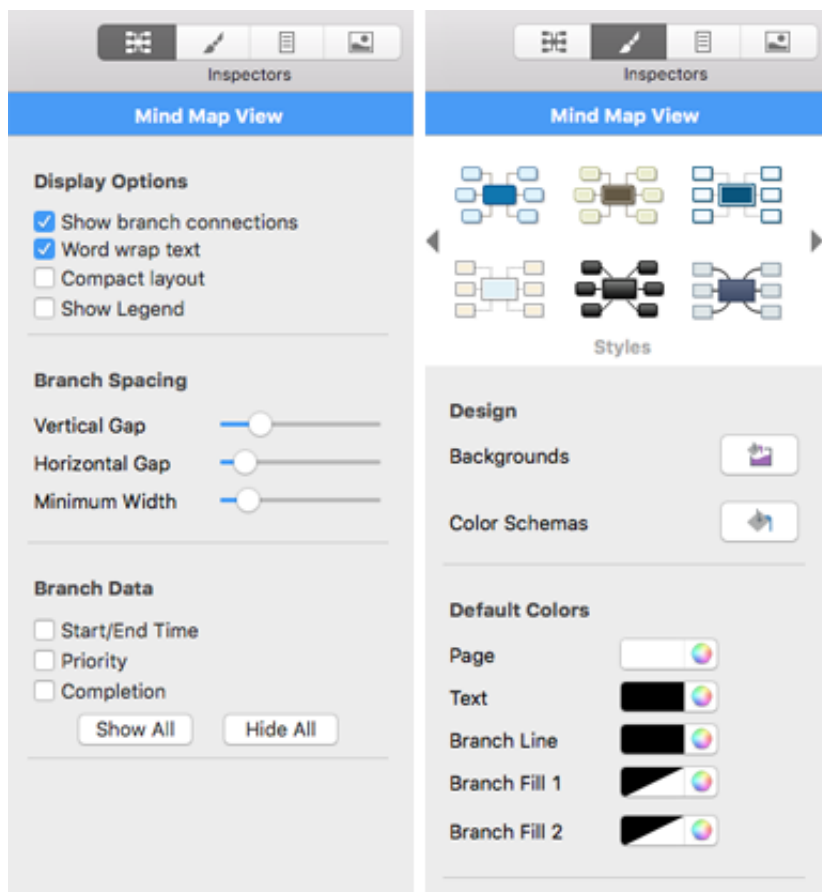 Inspectors
Mind Map View
Display Options
Show branch connections
Word wrap text
Compact layout
Show Legend
Branch Spacing
Vertical Gap
Horizontal Gap
Minimum Width
Branch Data
Start/End Time
Priority
Completion
Show All
Hide All
Inspectors
Mind Map View
Styles
Design
Backgrounds
Color Schemas
Default Colors
Page
Text
Branch Line
Branch Fill 1
Branch Fill 2